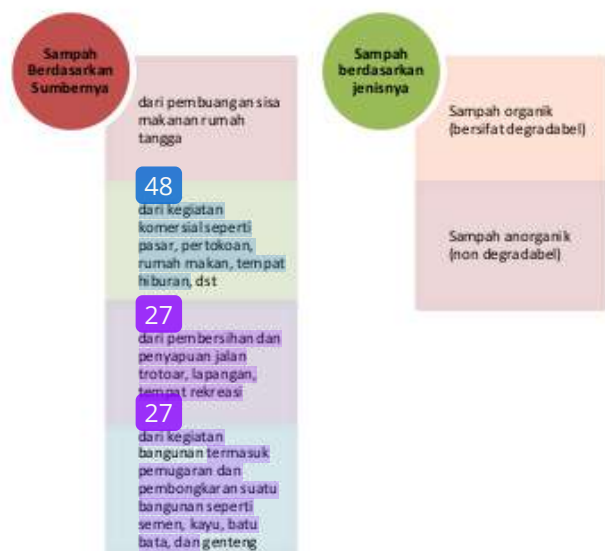 Sampah
Berdasarkan
Sumbernya
dari pembuangan sisa
makanan rumah
tangga
48
dari kegiatan
komersial seperti
pasar, pertokoan,
rumah makan, tempat
hiburan, dst
27
dari pembersihan dan
penyapuan jalan
trotoar, lapangan,
tempat rekreasi
27
dari kegiatan
bangunan termasuk
pemugaran dan
pembongkaran suatu
bangunan seperti
semen, kayu, batu
bata, dan genteng
Sampah
berdasarkan
jenisnya
Sampah organik
(bersifat degradabel)
Sampah anorganik
(non degradabel)